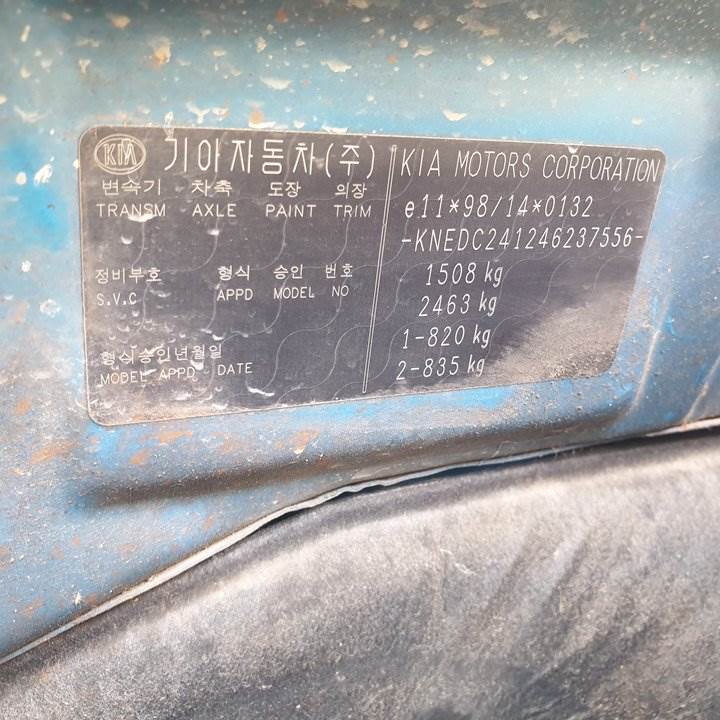 KIA 기아자동차(주) KIA MOTORS CORPORATION
변속기 차축 도장 의장
TRANSM AXLE PAINT TRIM
e11*98/14*0132
-KNEDC241246237556-
정비부호 형식 승인 번호
S.V.C APPD MODEL NO
1508 kg
2463 kg
1-820 kg
2-835 kg
형식승인년월일
MODEL APPD DATE